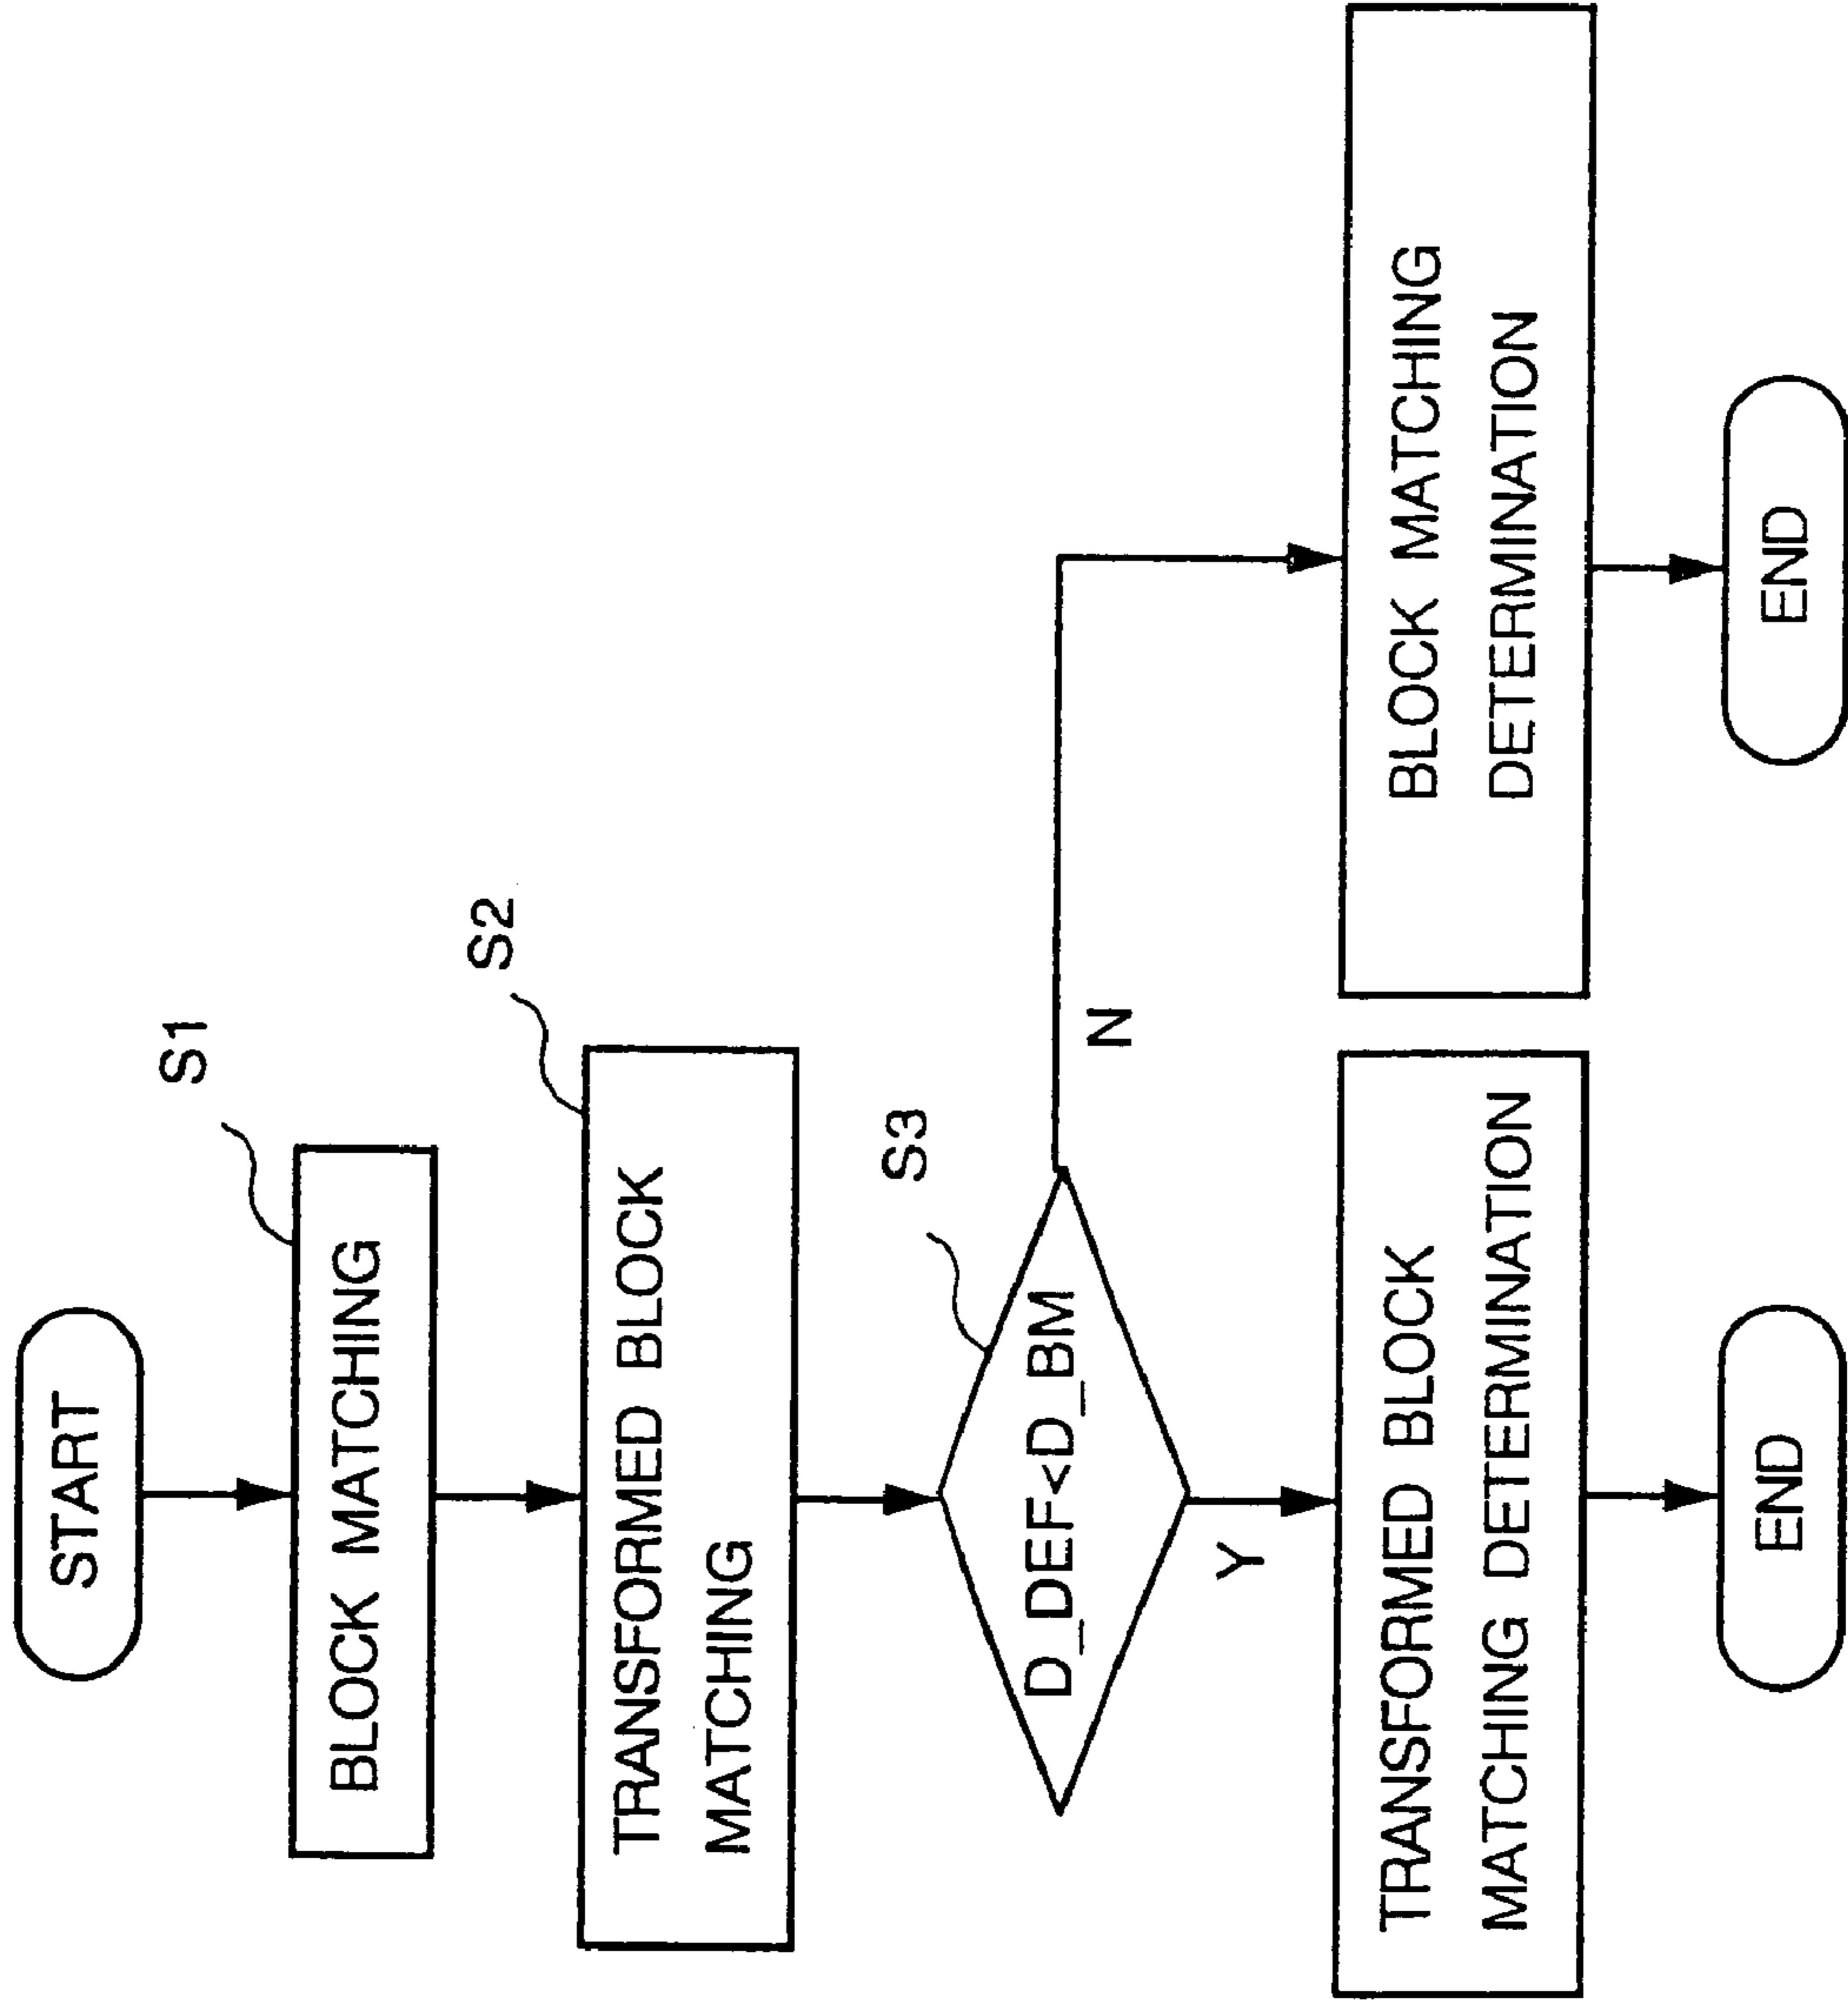 START
S1
BLOCK MATCHING
S2
TRANSFORMED BLOCK
MATCHING
S3
D_DEF<D_BM
N
Y
TRANSFORMED BLOCK
MATCHING DETERMINATION
BLOCK MATCHING
DETERMINATION
END
END